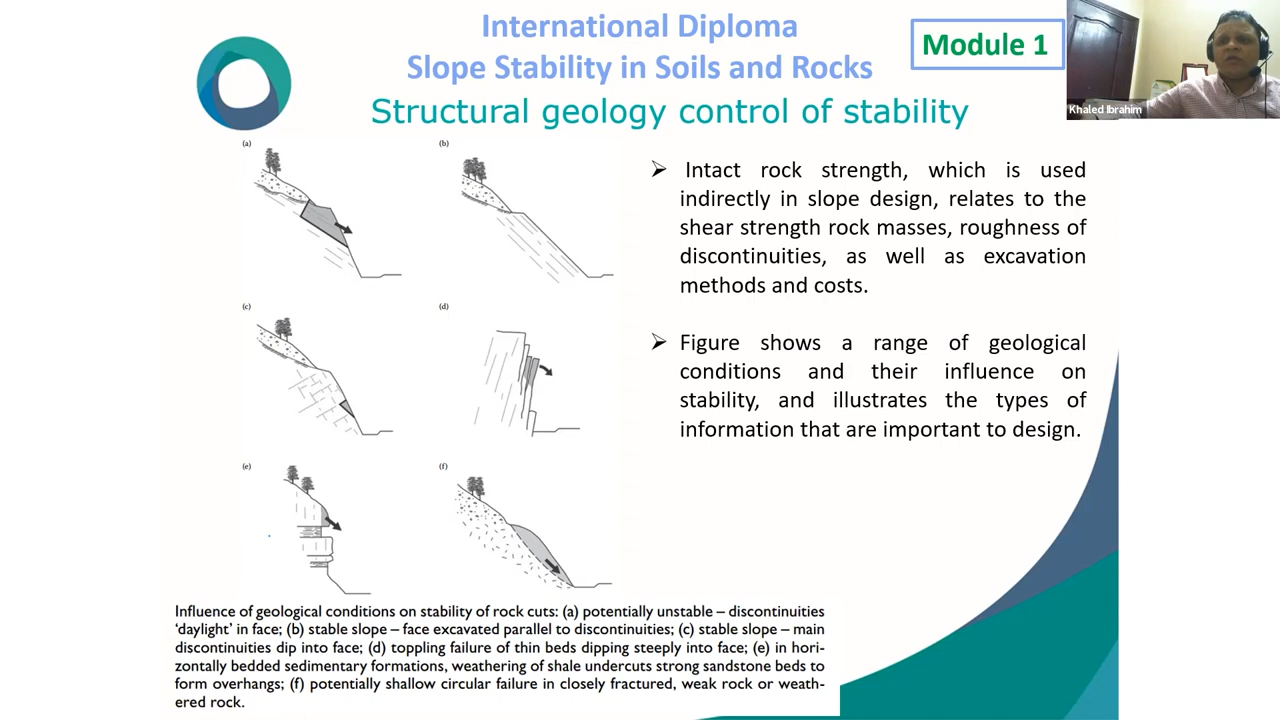 International Diploma
Slope Stability in Soils and Rocks
Module 1
Khaled Ibrahim
Structural geology control of stability
(a)
(b)
(c)
(d)
(e)
(f)
➢ Intact rock strength, which is used
indirectly in slope design, relates to the
shear strength rock masses, roughness of
discontinuities, as well as excavation
methods and costs.
➢ Figure shows a range of geological
conditions and their influence on
stability, and illustrates the types of
information that are important to design.
Influence of geological conditions on stability of rock cuts: (a) potentially unstable – discontinuities
‘daylight’ in face; (b) stable slope – face excavated parallel to discontinuities; (c) stable slope – main
discontinuities dip into face; (d) toppling failure of thin beds dipping steeply into face; (e) in hori-
zontally bedded sedimentary formations, weathering of shale undercuts strong sandstone beds to
form overhangs; (f) potentially shallow circular failure in closely fractured, weak rock or weath-
ered rock.